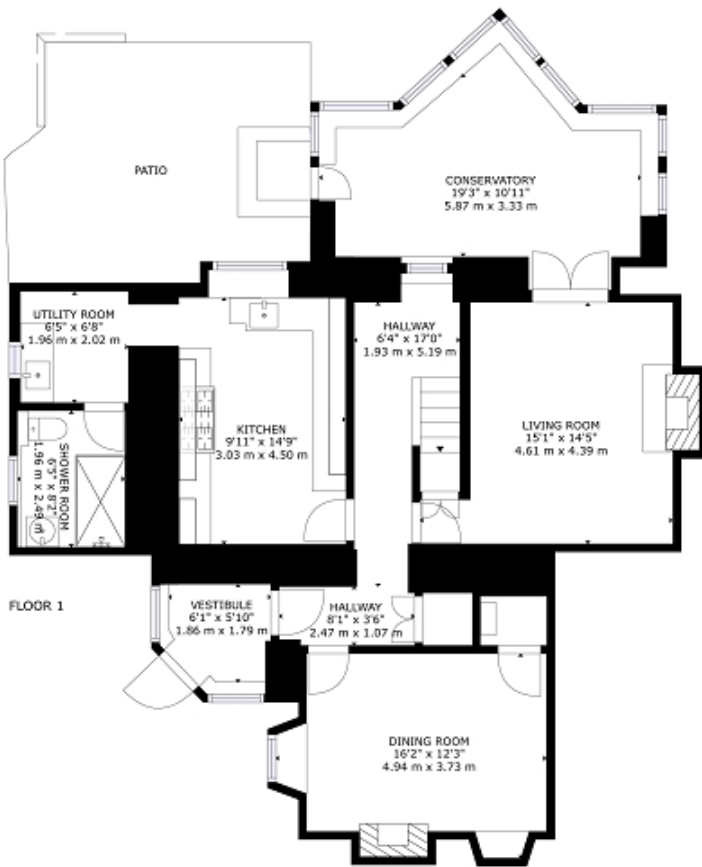 PATIO
CONSERVATORY
19'3" x 10'11"
5.87 m x 3.33 m
UTILITY ROOM
6'5" x 6'8"
1.96 m x 2.02 m
HALLWAY
6'4" x 17'0"
1.93 m x 5.19 m
KITCHEN
9'11" x 14'9"
3.03 m x 4.50 m
LIVING ROOM
15'1" x 14'5"
4.61 m x 4.39 m
SHOWER ROOM
6'5" x 8'2"
1.96 m x 2.49 m
FLOOR 1
VESTIBULE
6'1" x 5'10"
1.86 m x 1.79 m
HALLWAY
8'1" x 3'6"
2.47 m x 1.07 m
DINING ROOM
16'2" x 12'3"
4.94 m x 3.73 m